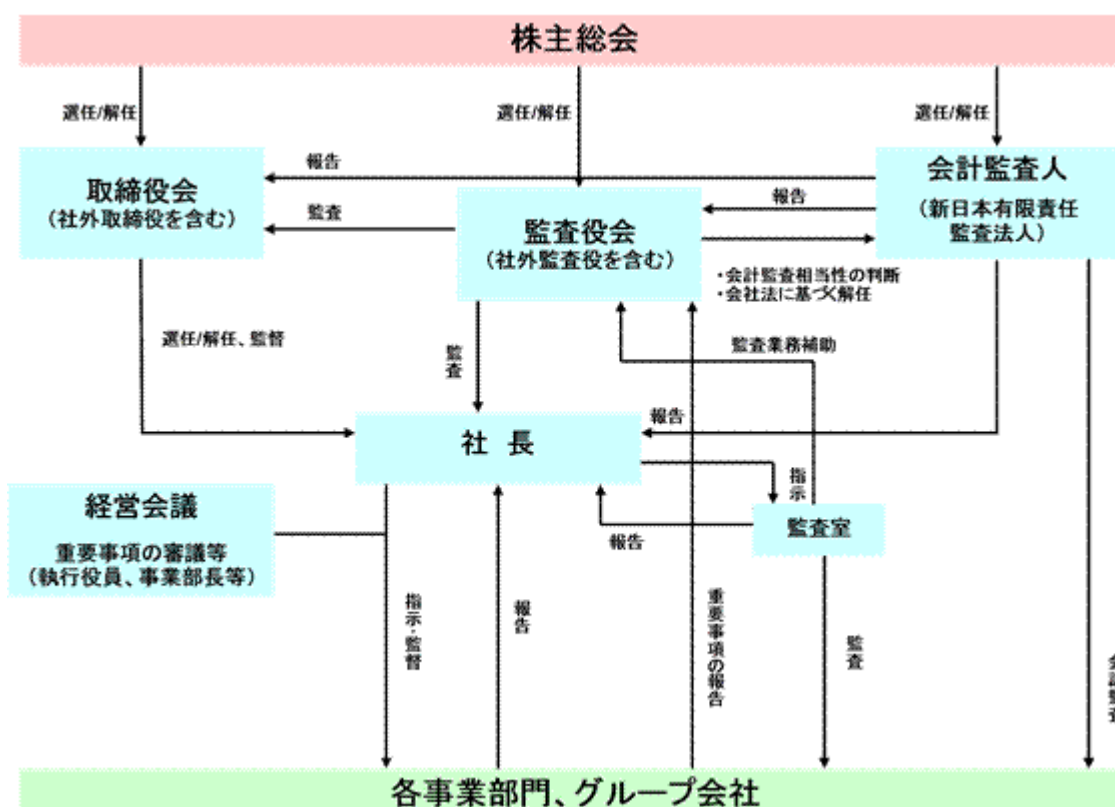 株主総会
選任/解任
選任/解任
選任/解任
取締役会
(社外取締役を含む)
報告
会計監査人
(新日本有限責任
監査法人)
監査
監査役会
(社外監査役を含む)
報告
・会計監査相当性の判断
・会社法に基づく解任
選任/解任、監督
監査
監査業務補助
報告
社 長
指示
監査室
報告
経営会議
重要事項の審議等
(執行役員、事業部長等)
指示・監督
報告
重要事項の報告
監査
会計監査
各事業部門、グループ会社